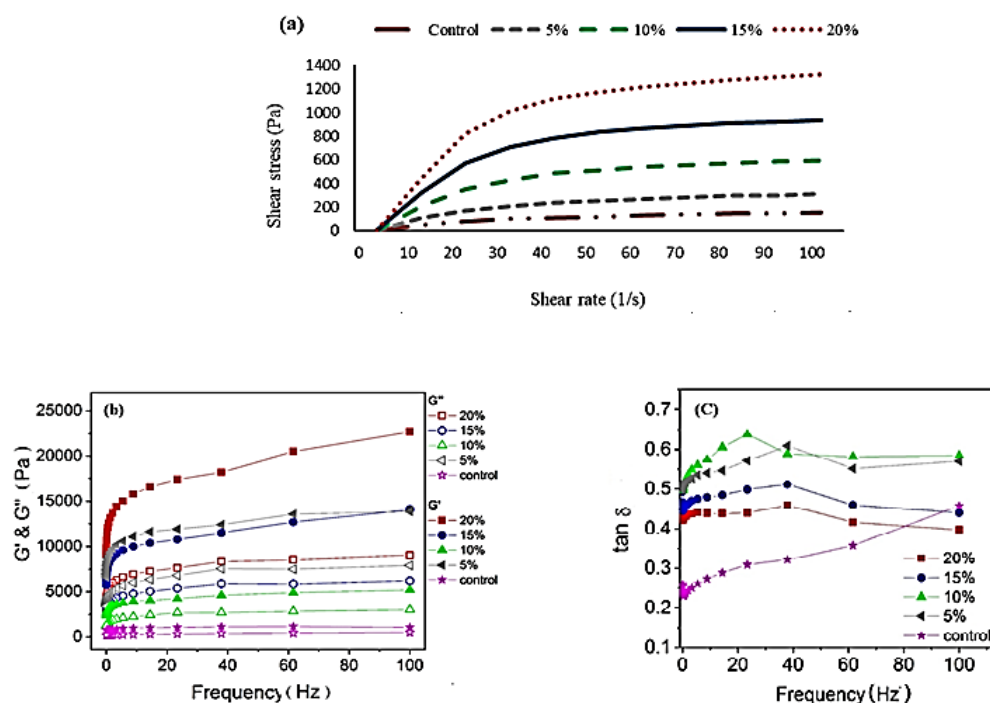 (a)
Control 5% 10% 15% 20%
1400
1200
1000
800
600
400
200
0
Shear stress (Pa)
0 10 20 30 40 50 60 70 80 90 100
Shear rate (1/s)
(b)
25000
20000
15000
10000
5000
0
G' & G'' (Pa)
0 20 40 60 80 100
Frequency (Hz)
G''
20%
15%
10%
5%
control
G'
20%
15%
10%
5%
control
(C)
0.7
0.6
0.5
0.4
0.3
0.2
0.1
tan δ
20%
15%
10%
5%
control
0 20 40 60 80 100
Frequency (Hz)